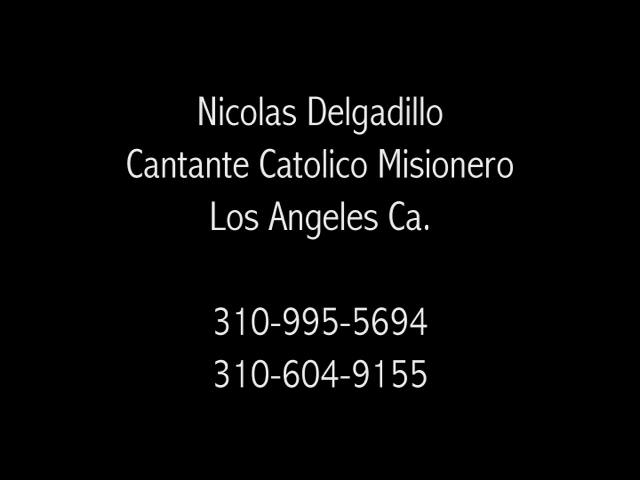 Nicolas Delgadillo
Cantante Catolico Misionero
Los Angeles Ca.
310-995-5694
310-604-9155